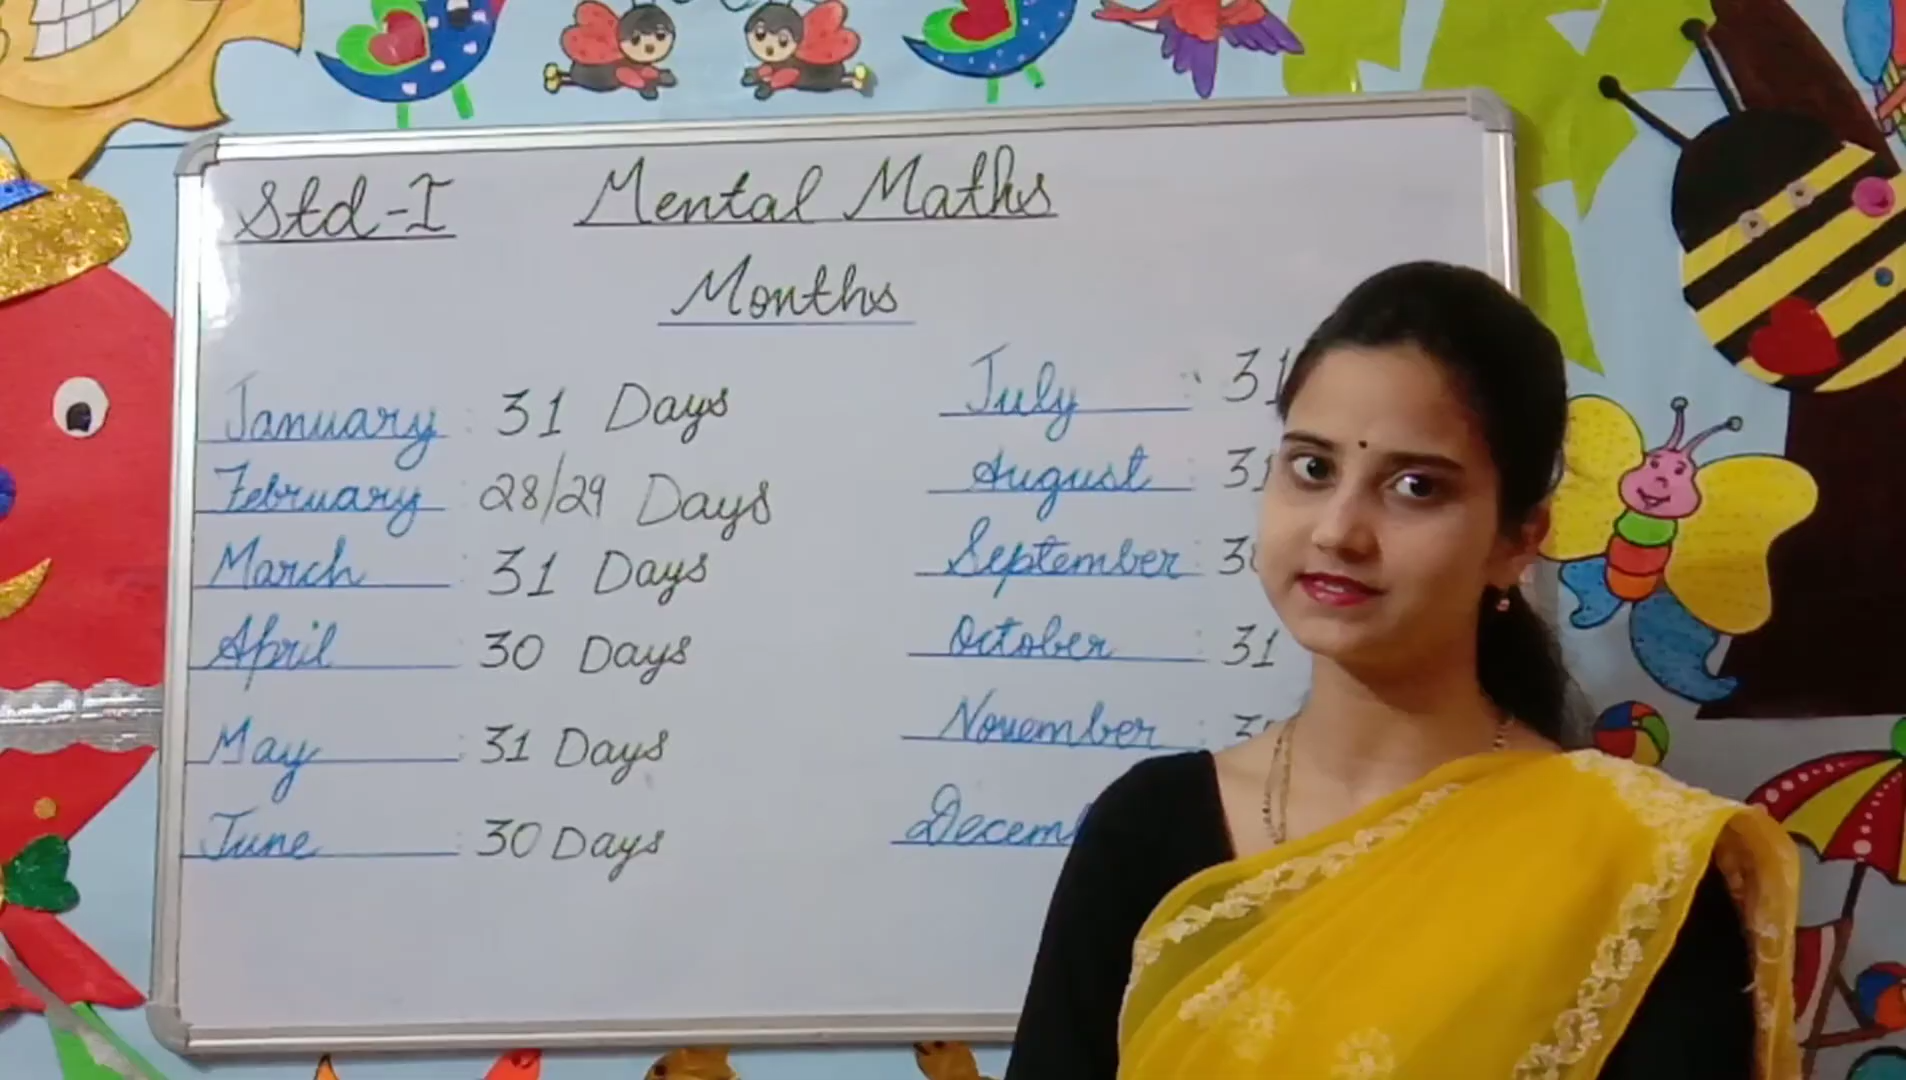 Std-I
Mental Maths
Months
January : 31 Days
February : 28/29 Days
March : 31 Days
April : 30 Days
May : 31 Days
June : 30 Days
July : 31
August : 31
September : 30
October : 31
November :